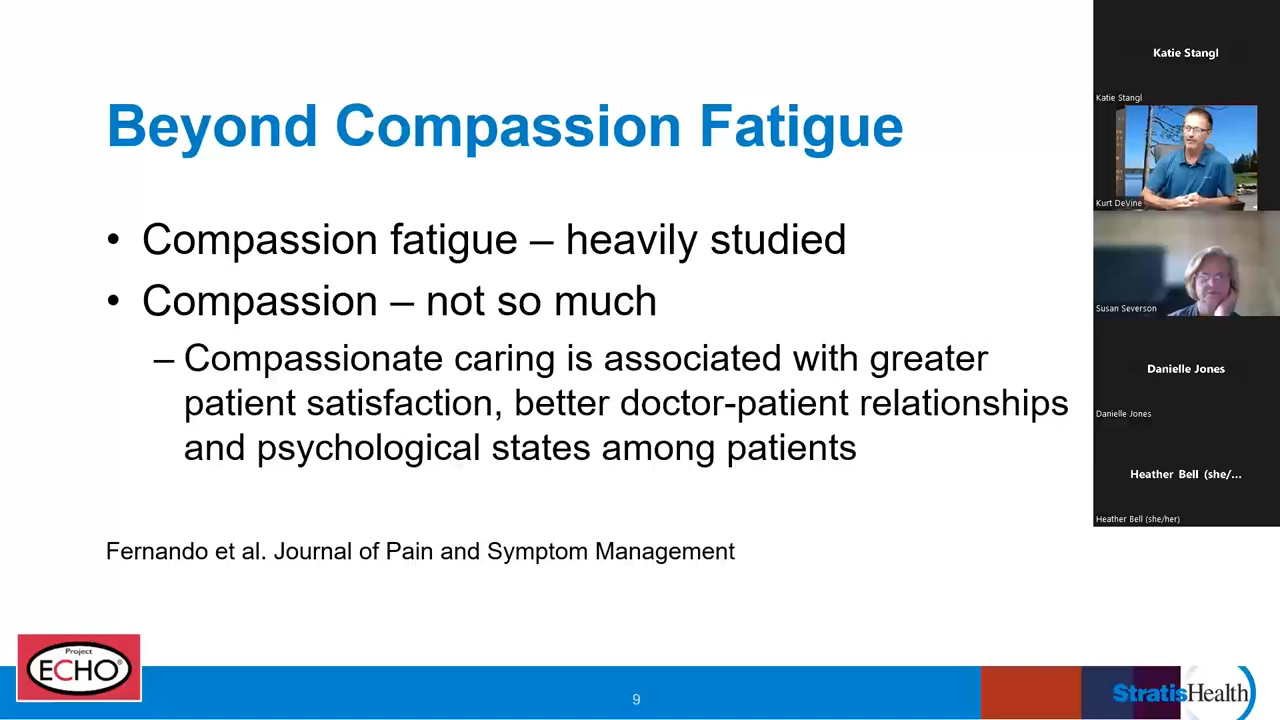 Beyond Compassion Fatigue
• Compassion fatigue – heavily studied
• Compassion – not so much
– Compassionate caring is associated with greater
patient satisfaction, better doctor-patient relationships
and psychological states among patients
Fernando et al. Journal of Pain and Symptom Management
Project
ECHO®
9
StratisHealth
Katie Stangl
Katie Stangl
Kurt DeVine
Susan Severson
Danielle Jones
Danielle Jones
Heather Bell (she/...
Heather Bell (she/her)